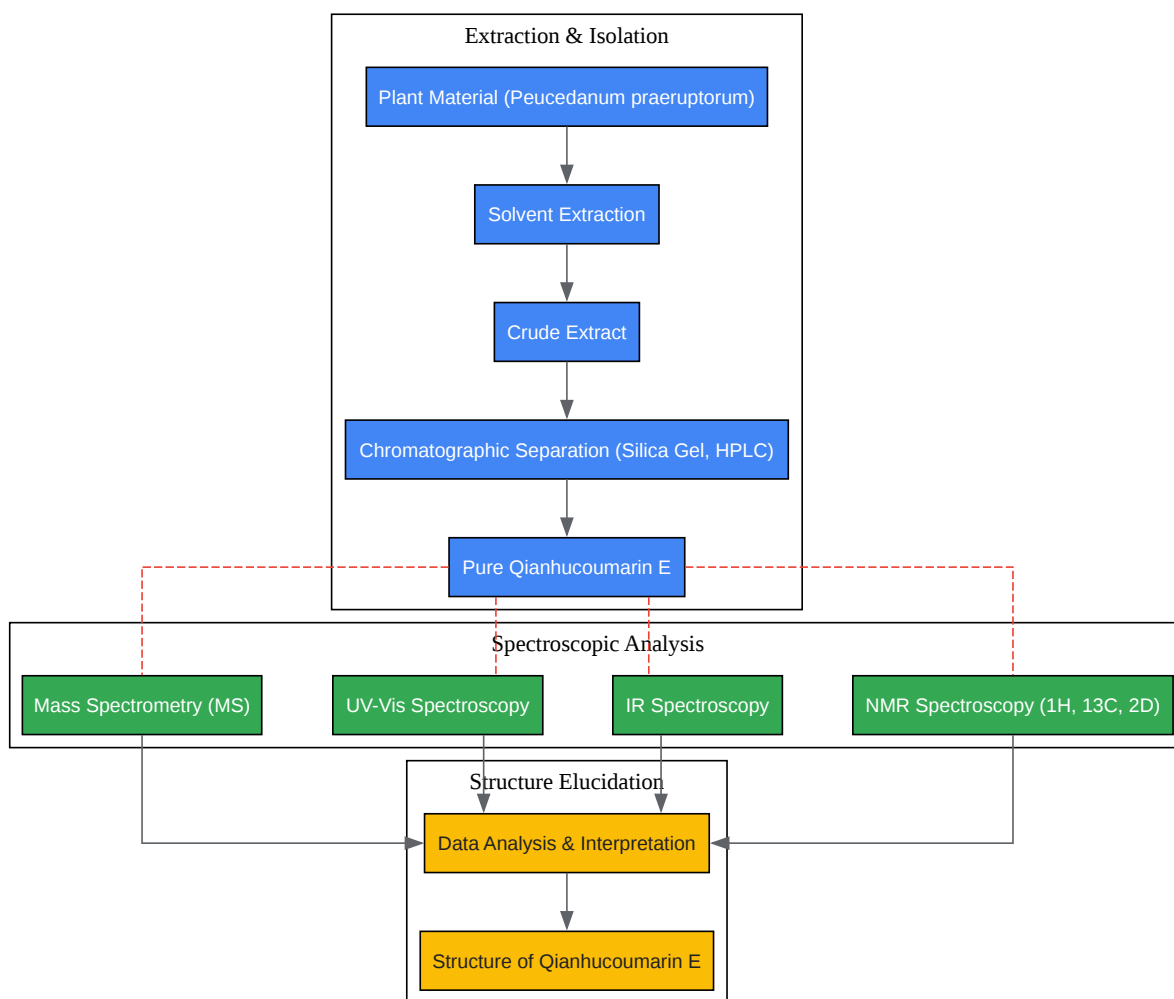 Extraction & Isolation
Plant Material (Peucedanum praeruptorum)
Solvent Extraction
Crude Extract
Chromatographic Separation (Silica Gel, HPLC)
Pure Qianhucoumarin E
Spectroscopic Analysis
Mass Spectrometry (MS)
UV-Vis Spectroscopy
IR Spectroscopy
NMR Spectroscopy (1H, 13C, 2D)
Structure Elucidation
Data Analysis & Interpretation
Structure of Qianhucoumarin E